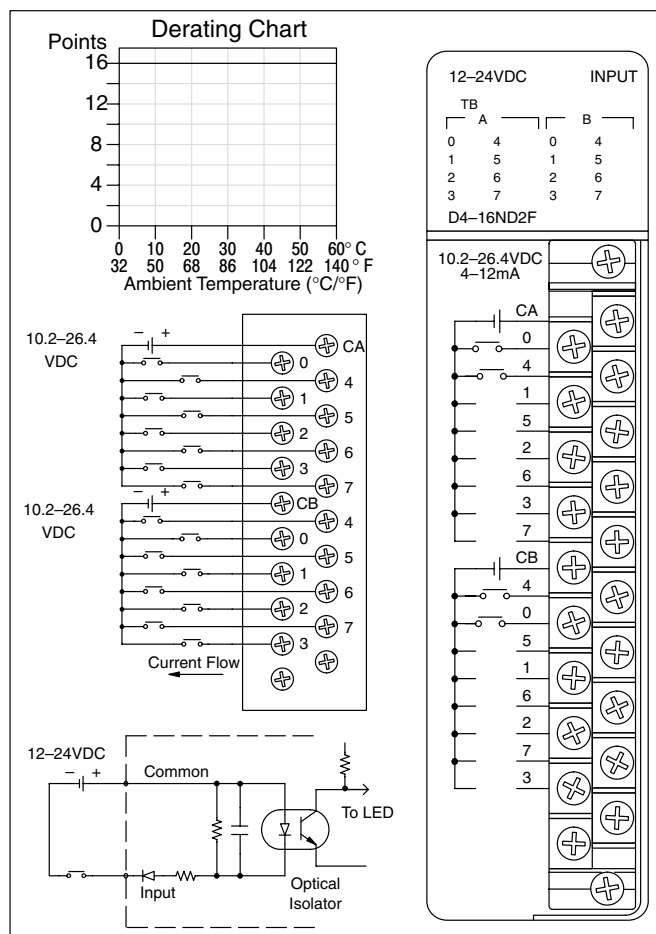 Derating Chart
Points
16
12
8
4
0
0 10 20 30 40 50 60° C
32 50 68 86 104 122 140 ° F
Ambient Temperature (°C/°F)
10.2–26.4
VDC
– +
CA
0
4
1
5
2
6
3
7
10.2–26.4
VDC
– +
CB
4
0
5
1
6
2
7
3
Current Flow
12–24VDC
– +
Common
Input
To LED
Optical
Isolator
12–24VDC INPUT
TB
A B
0 4 0 4
1 5 1 5
2 6 2 6
3 7 3 7
D4–16ND2F
10.2–26.4VDC
4–12mA
CA
0
4
1
5
2
6
3
7
CB
4
0
5
1
6
2
7
3